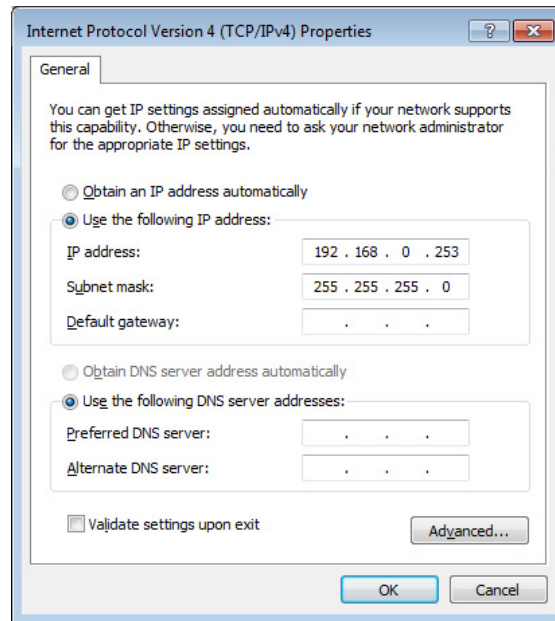 Internet Protocol Version 4 (TCP/IPv4) Properties
?
General
You can get IP settings assigned automatically if your network supports
this capability. Otherwise, you need to ask your network administrator
for the appropriate IP settings.
Obtain an IP address automatically
Use the following IP address:
IP address: 192 . 168 . 0 . 253
Subnet mask: 255 . 255 . 255 . 0
Default gateway: . . .
Obtain DNS server address automatically
Use the following DNS server addresses:
Preferred DNS server: . . .
Alternate DNS server: . . .
Validate settings upon exit
Advanced...
OK Cancel